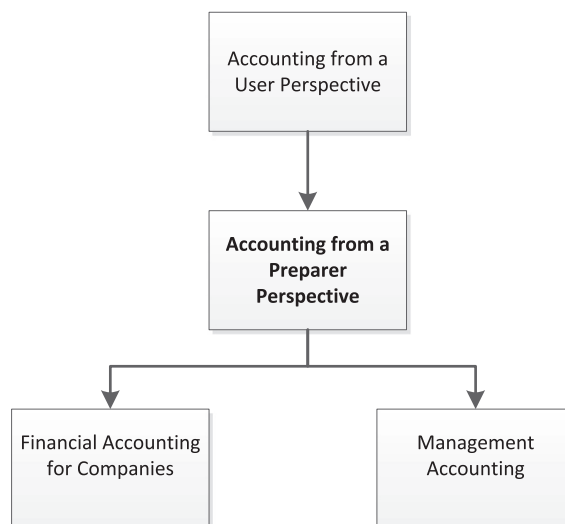 Accounting from a
User Perspective
Accounting from a
Preparer
Perspective
Financial Accounting
for Companies
Management
Accounting